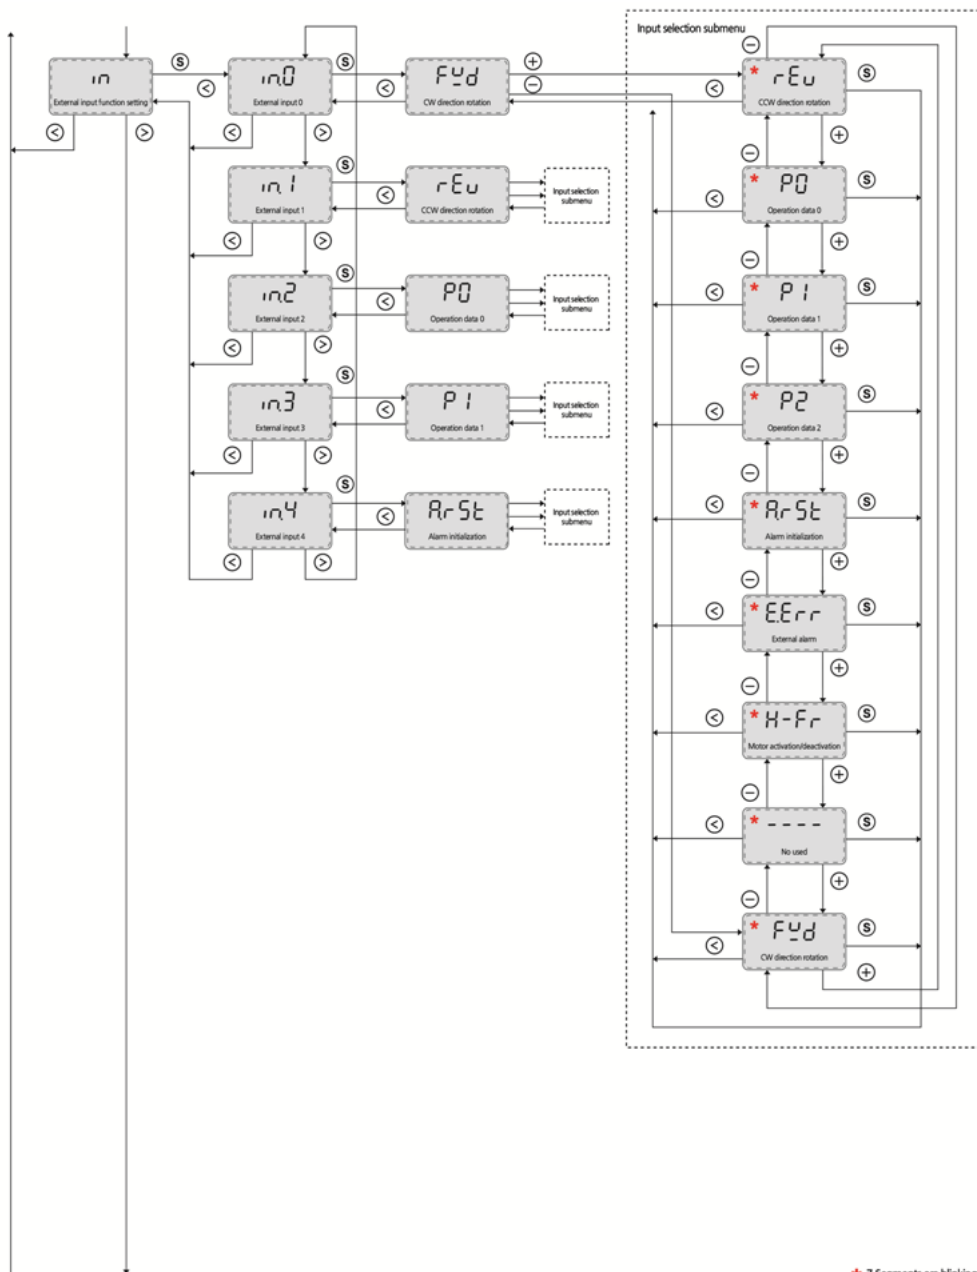 Input selection submenu
in
External input function setting
in.0
External input 0
Fwd
CW direction rotation
rEv
CCW direction rotation
in.1
External input 1
rEv
CCW direction rotation
Input selection
submenu
P0
Operation data 0
in.2
External input 2
P0
Operation data 0
Input selection
submenu
P1
Operation data 1
in.3
External input 3
P1
Operation data 1
Input selection
submenu
P2
Operation data 2
in.4
External input 4
A.rSt
Alarm initialization
Input selection
submenu
A.rSt
Alarm initialization
E.Err
External alarm
H-Fr
Motor activation/deactivation
----
No used
Fwd
CW direction rotation